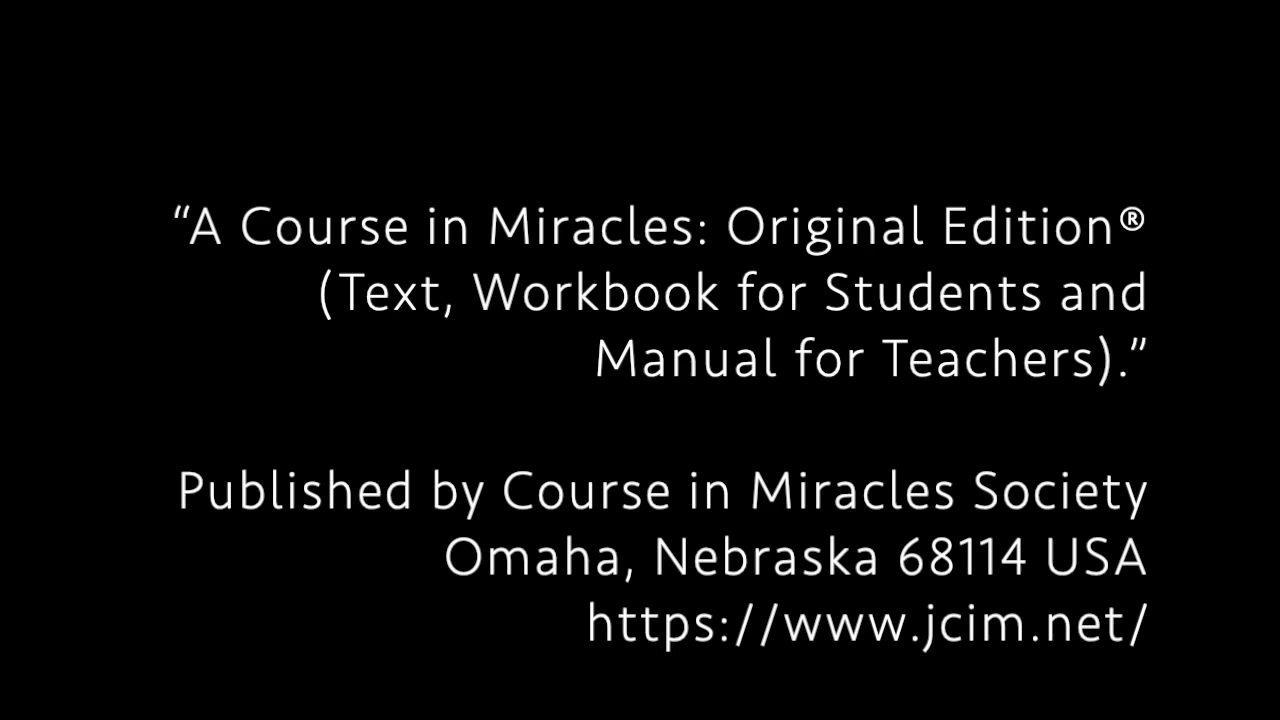 “A Course in Miracles: Original Edition®
(Text, Workbook for Students and
Manual for Teachers).”
Published by Course in Miracles Society
Omaha, Nebraska 68114 USA
https://www.jcim.net/